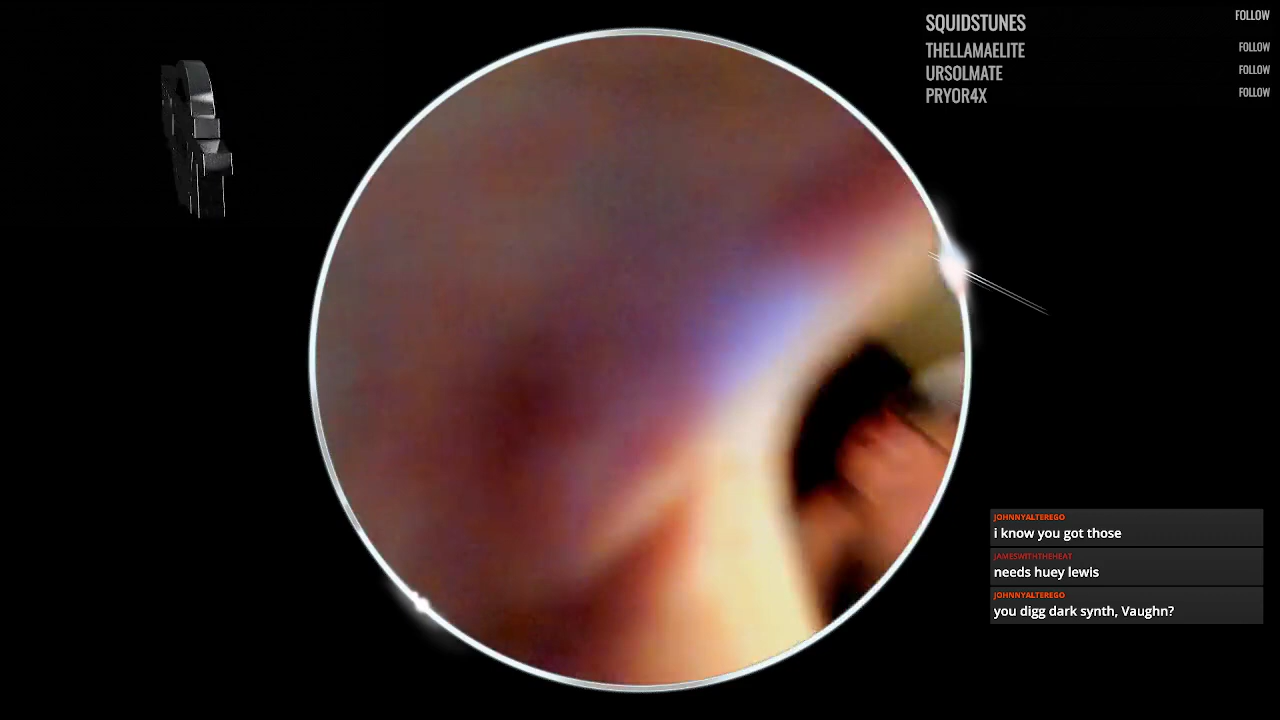 SQUIDSTUNES FOLLOW
THELLAMAELITE FOLLOW
URSOLMATE FOLLOW
PRYOR4X FOLLOW
JOHNNYALTEREGO
i know you got those
JAMESWITHTHEHEAT
needs huey lewis
JOHNNYALTEREGO
you digg dark synth, Vaughn?